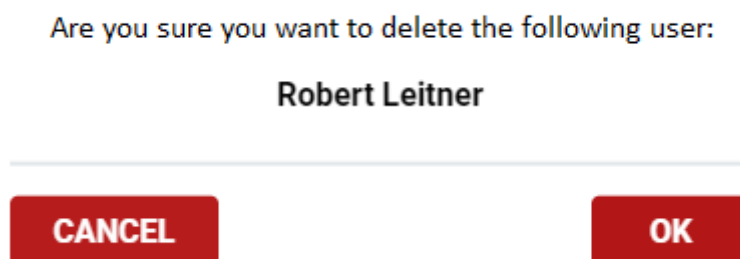 Are you sure you want to delete the following user:
Robert Leitner
CANCEL
OK